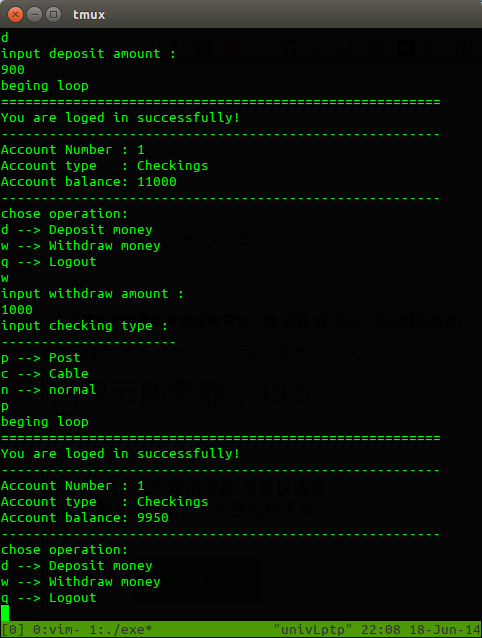 tmux
d
input deposit amount :
900
beging loop
=======================================================
You are loged in successfully!
-------------------------------------------------------
Account Number : 1
Account type   : Checkings
Account balance: 11000
-------------------------------------------------------
chose operation:
d --> Deposit money
w --> Withdraw money
q --> Logout
w
input withdraw amount :
1000
input checking type :
----------------------
p --> Post
c --> Cable
n --> normal
p
beging loop
=======================================================
You are loged in successfully!
-------------------------------------------------------
Account Number : 1
Account type   : Checkings
Account balance: 9950
-------------------------------------------------------
chose operation:
d --> Deposit money
w --> Withdraw money
q --> Logout
[0] 0:vim- 1:./exe* "univLptp" 22:08 18-Jun-14